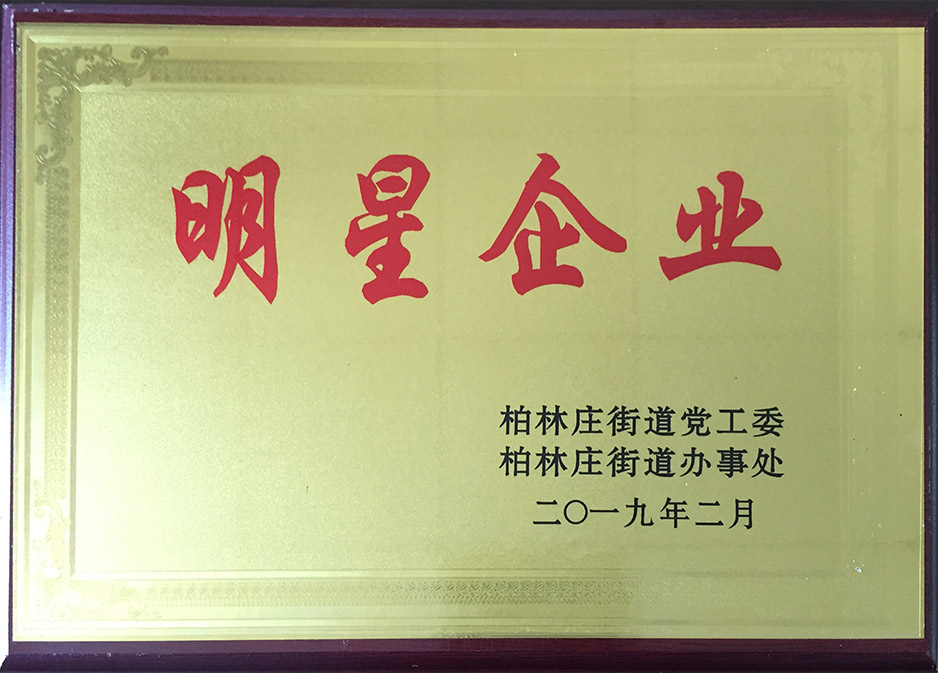 明星企业
柏林庄街道党工委
柏林庄街道办事处
二〇一九年二月